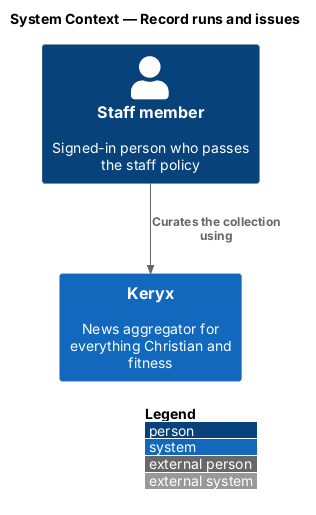 System Context — Record runs and issues
Staff member
Signed-in person who passes
the staff policy
Curates the collection
using
Keryx
News aggregator for
everything Christian and
fitness
Legend
person
system
external person
external system